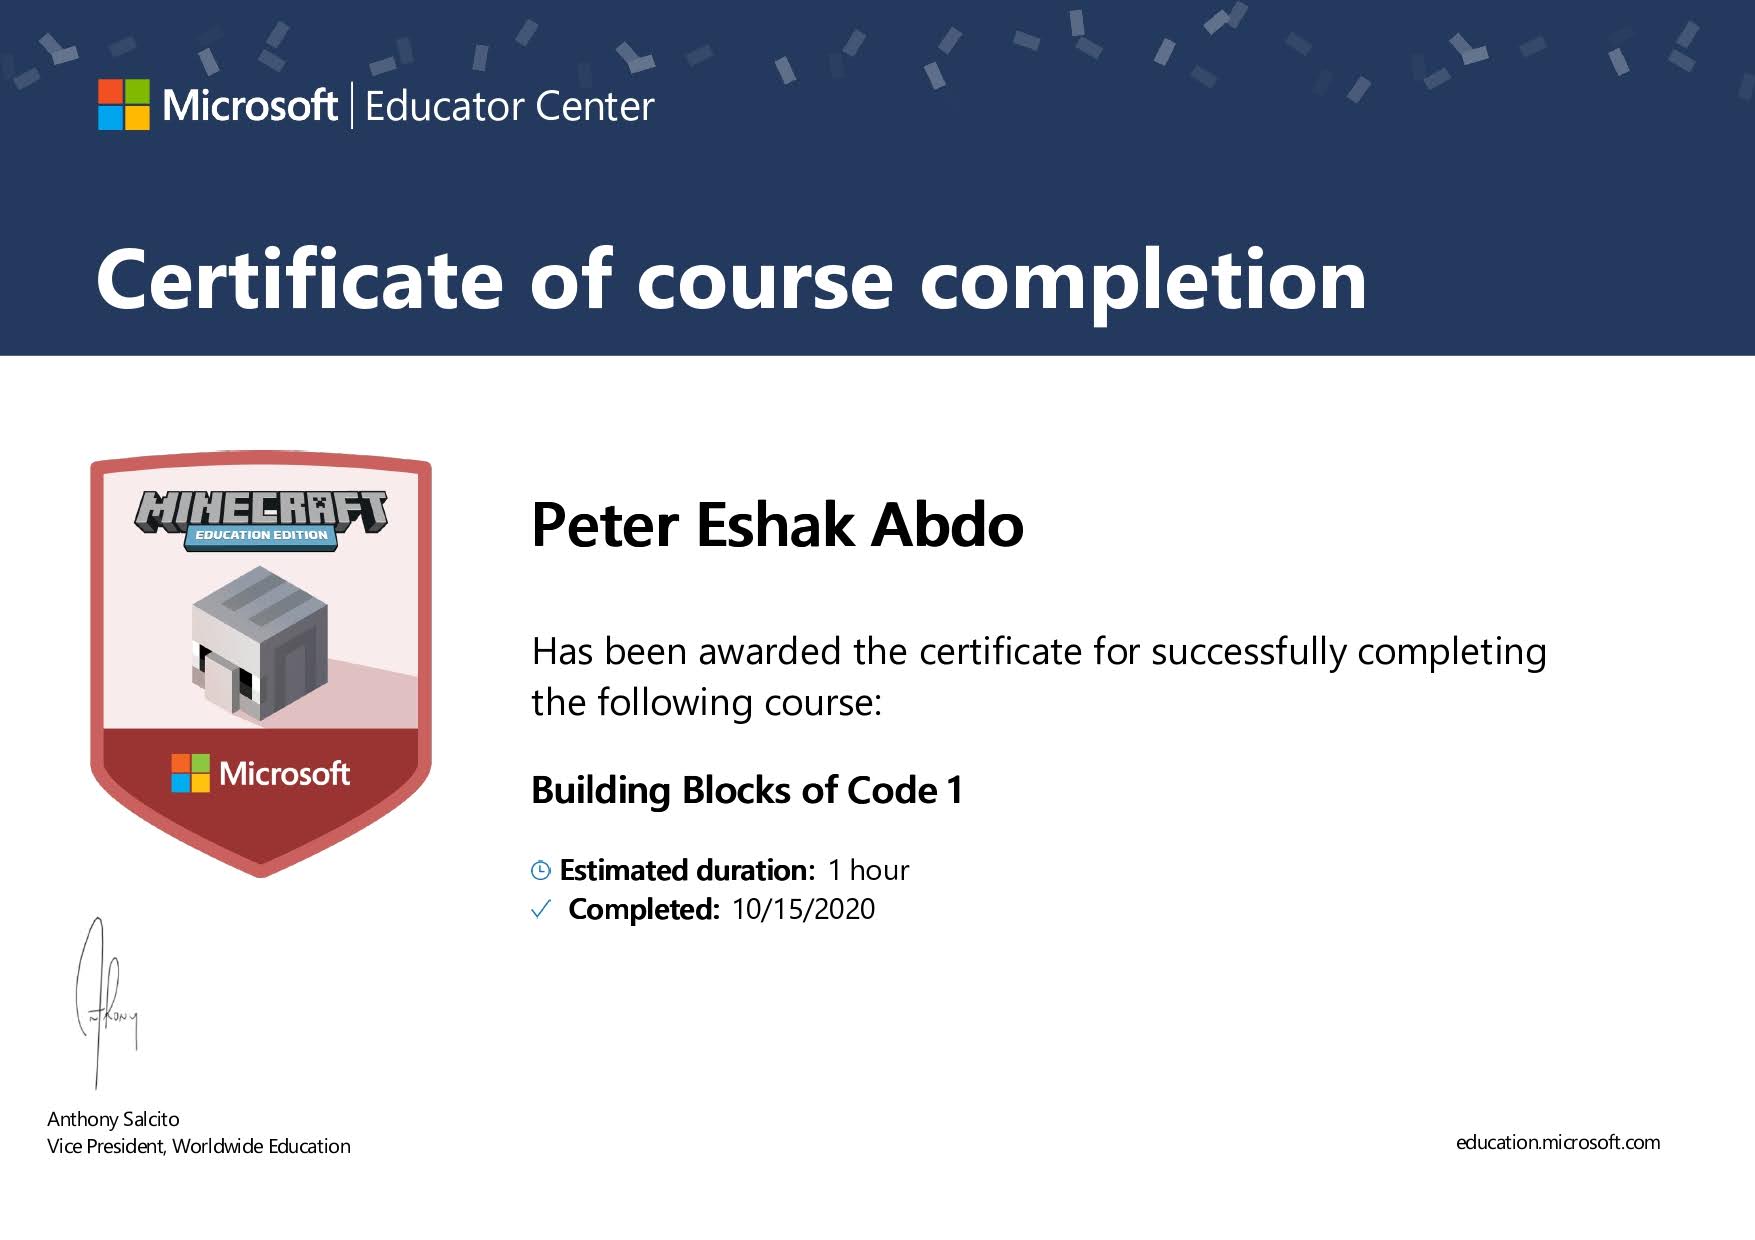 Microsoft | Educator Center
Certificate of course completion
MINECRAFT
EDUCATION EDITION
Microsoft
Peter Eshak Abdo
Has been awarded the certificate for successfully completing
the following course:
Building Blocks of Code 1
Estimated duration: 1 hour
Completed: 10/15/2020
Anthony
Anthony Salcito
Vice President, Worldwide Education
education.microsoft.com